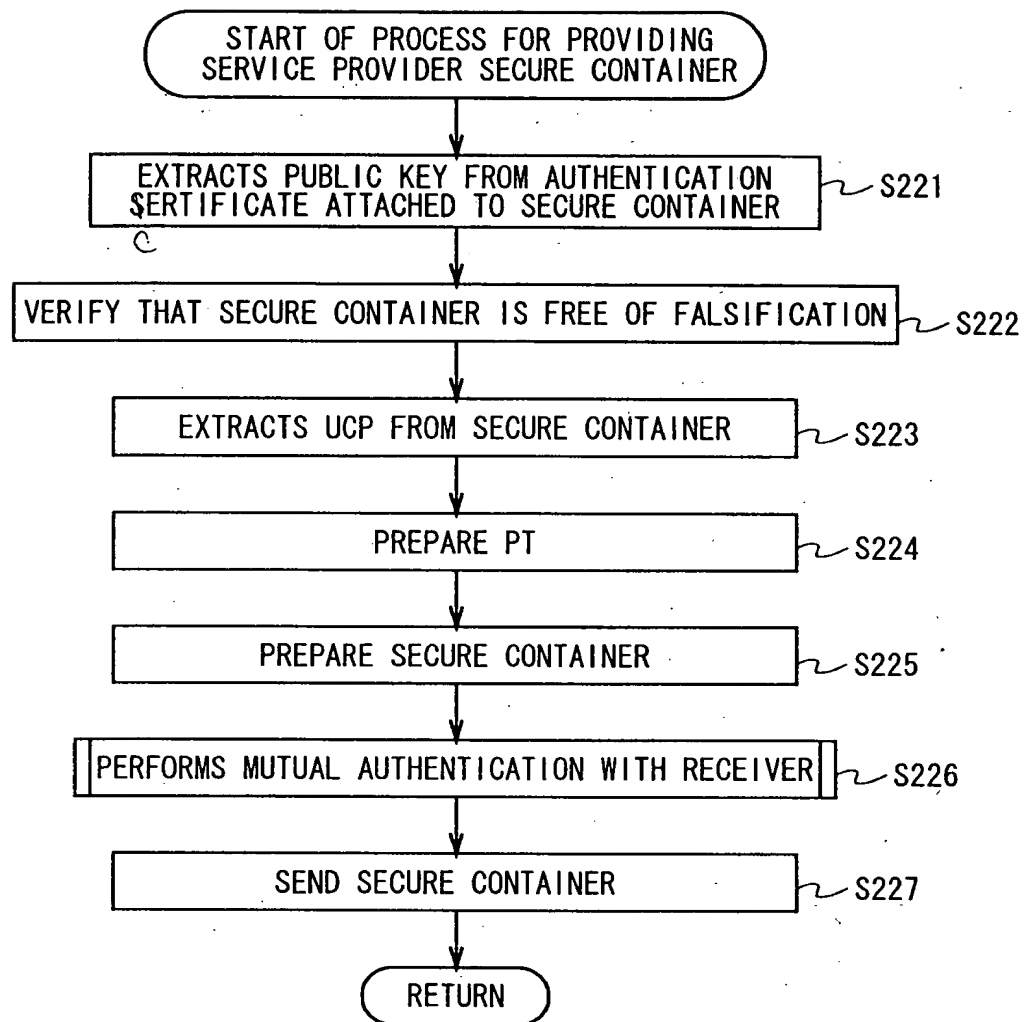 START OF PROCESS FOR PROVIDING
SERVICE PROVIDER SECURE CONTAINER
EXTRACTS PUBLIC KEY FROM AUTHENTICATION
SERTIFICATE ATTACHED TO SECURE CONTAINER
S221
C
VERIFY THAT SECURE CONTAINER IS FREE OF FALSIFICATION
S222
EXTRACTS UCP FROM SECURE CONTAINER
S223
PREPARE PT
S224
PREPARE SECURE CONTAINER
S225
PERFORMS MUTUAL AUTHENTICATION WITH RECEIVER
S226
SEND SECURE CONTAINER
S227
RETURN